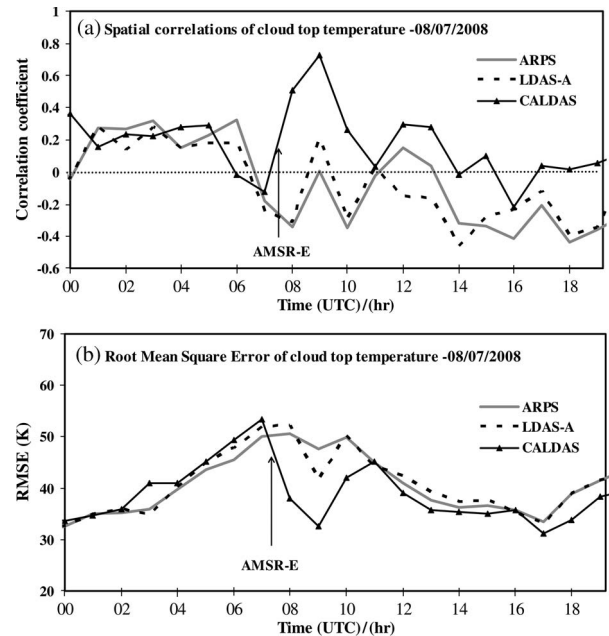 (a) Spatial correlations of cloud top temperature -08/07/2008
1
0.8
0.6
0.4
0.2
0
-0.2
-0.4
-0.6
Correlation coefficient
ARPS
LDAS-A
CALDAS
AMSR-E
00 02 04 06 08 10 12 14 16 18
Time (UTC)/(hr)
(b) Root Mean Square Error of cloud top temperature -08/07/2008
70
60
50
40
30
20
RMSE (K)
ARPS
LDAS-A
CALDAS
AMSR-E
00 02 04 06 08 10 12 14 16 18
Time (UTC)/(hr)